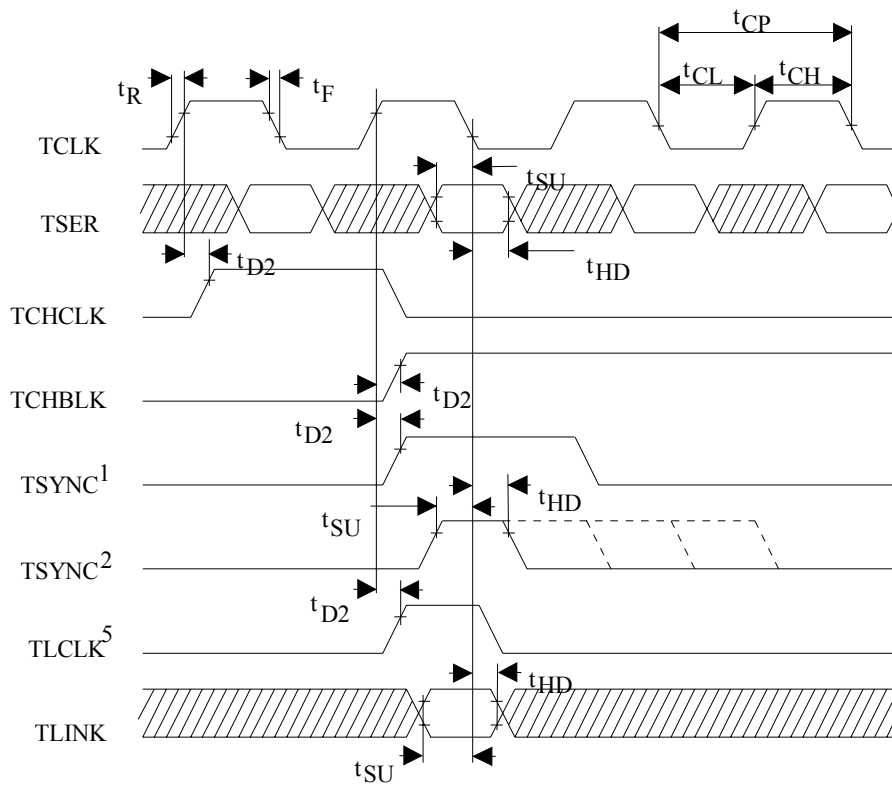 tCP
tR tF tCL tCH
TCLK
tSU
TSER
tD2 tHD
TCHCLK
TCHBLK
tD2
tD2
TSYNC1
tHD
tSU
TSYNC2
tD2
TLCLK5
tHD
TLINK
tSU